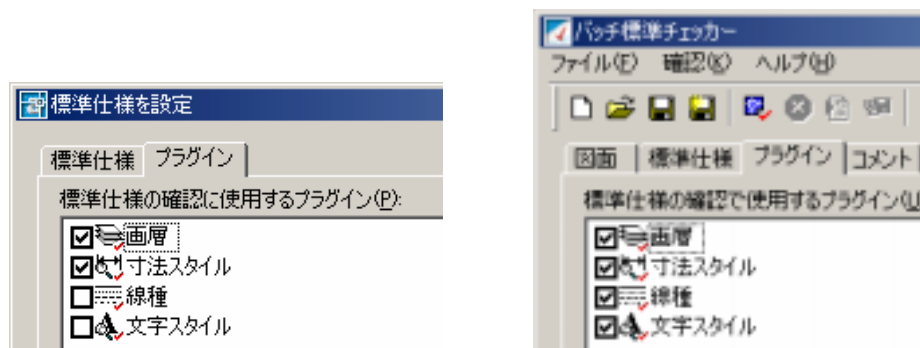 標準仕様を設定
標準仕様 プラグイン
標準仕様の確認に使用するプラグイン(P):
画層
寸法スタイル
線種
文字スタイル
バッチ標準チェッカー
ファイル(F) 確認(K) ヘルプ(H)
図面 標準仕様 プラグイン コメント
標準仕様の確認で使用するプラグイン(U
画層
寸法スタイル
線種
文字スタイル